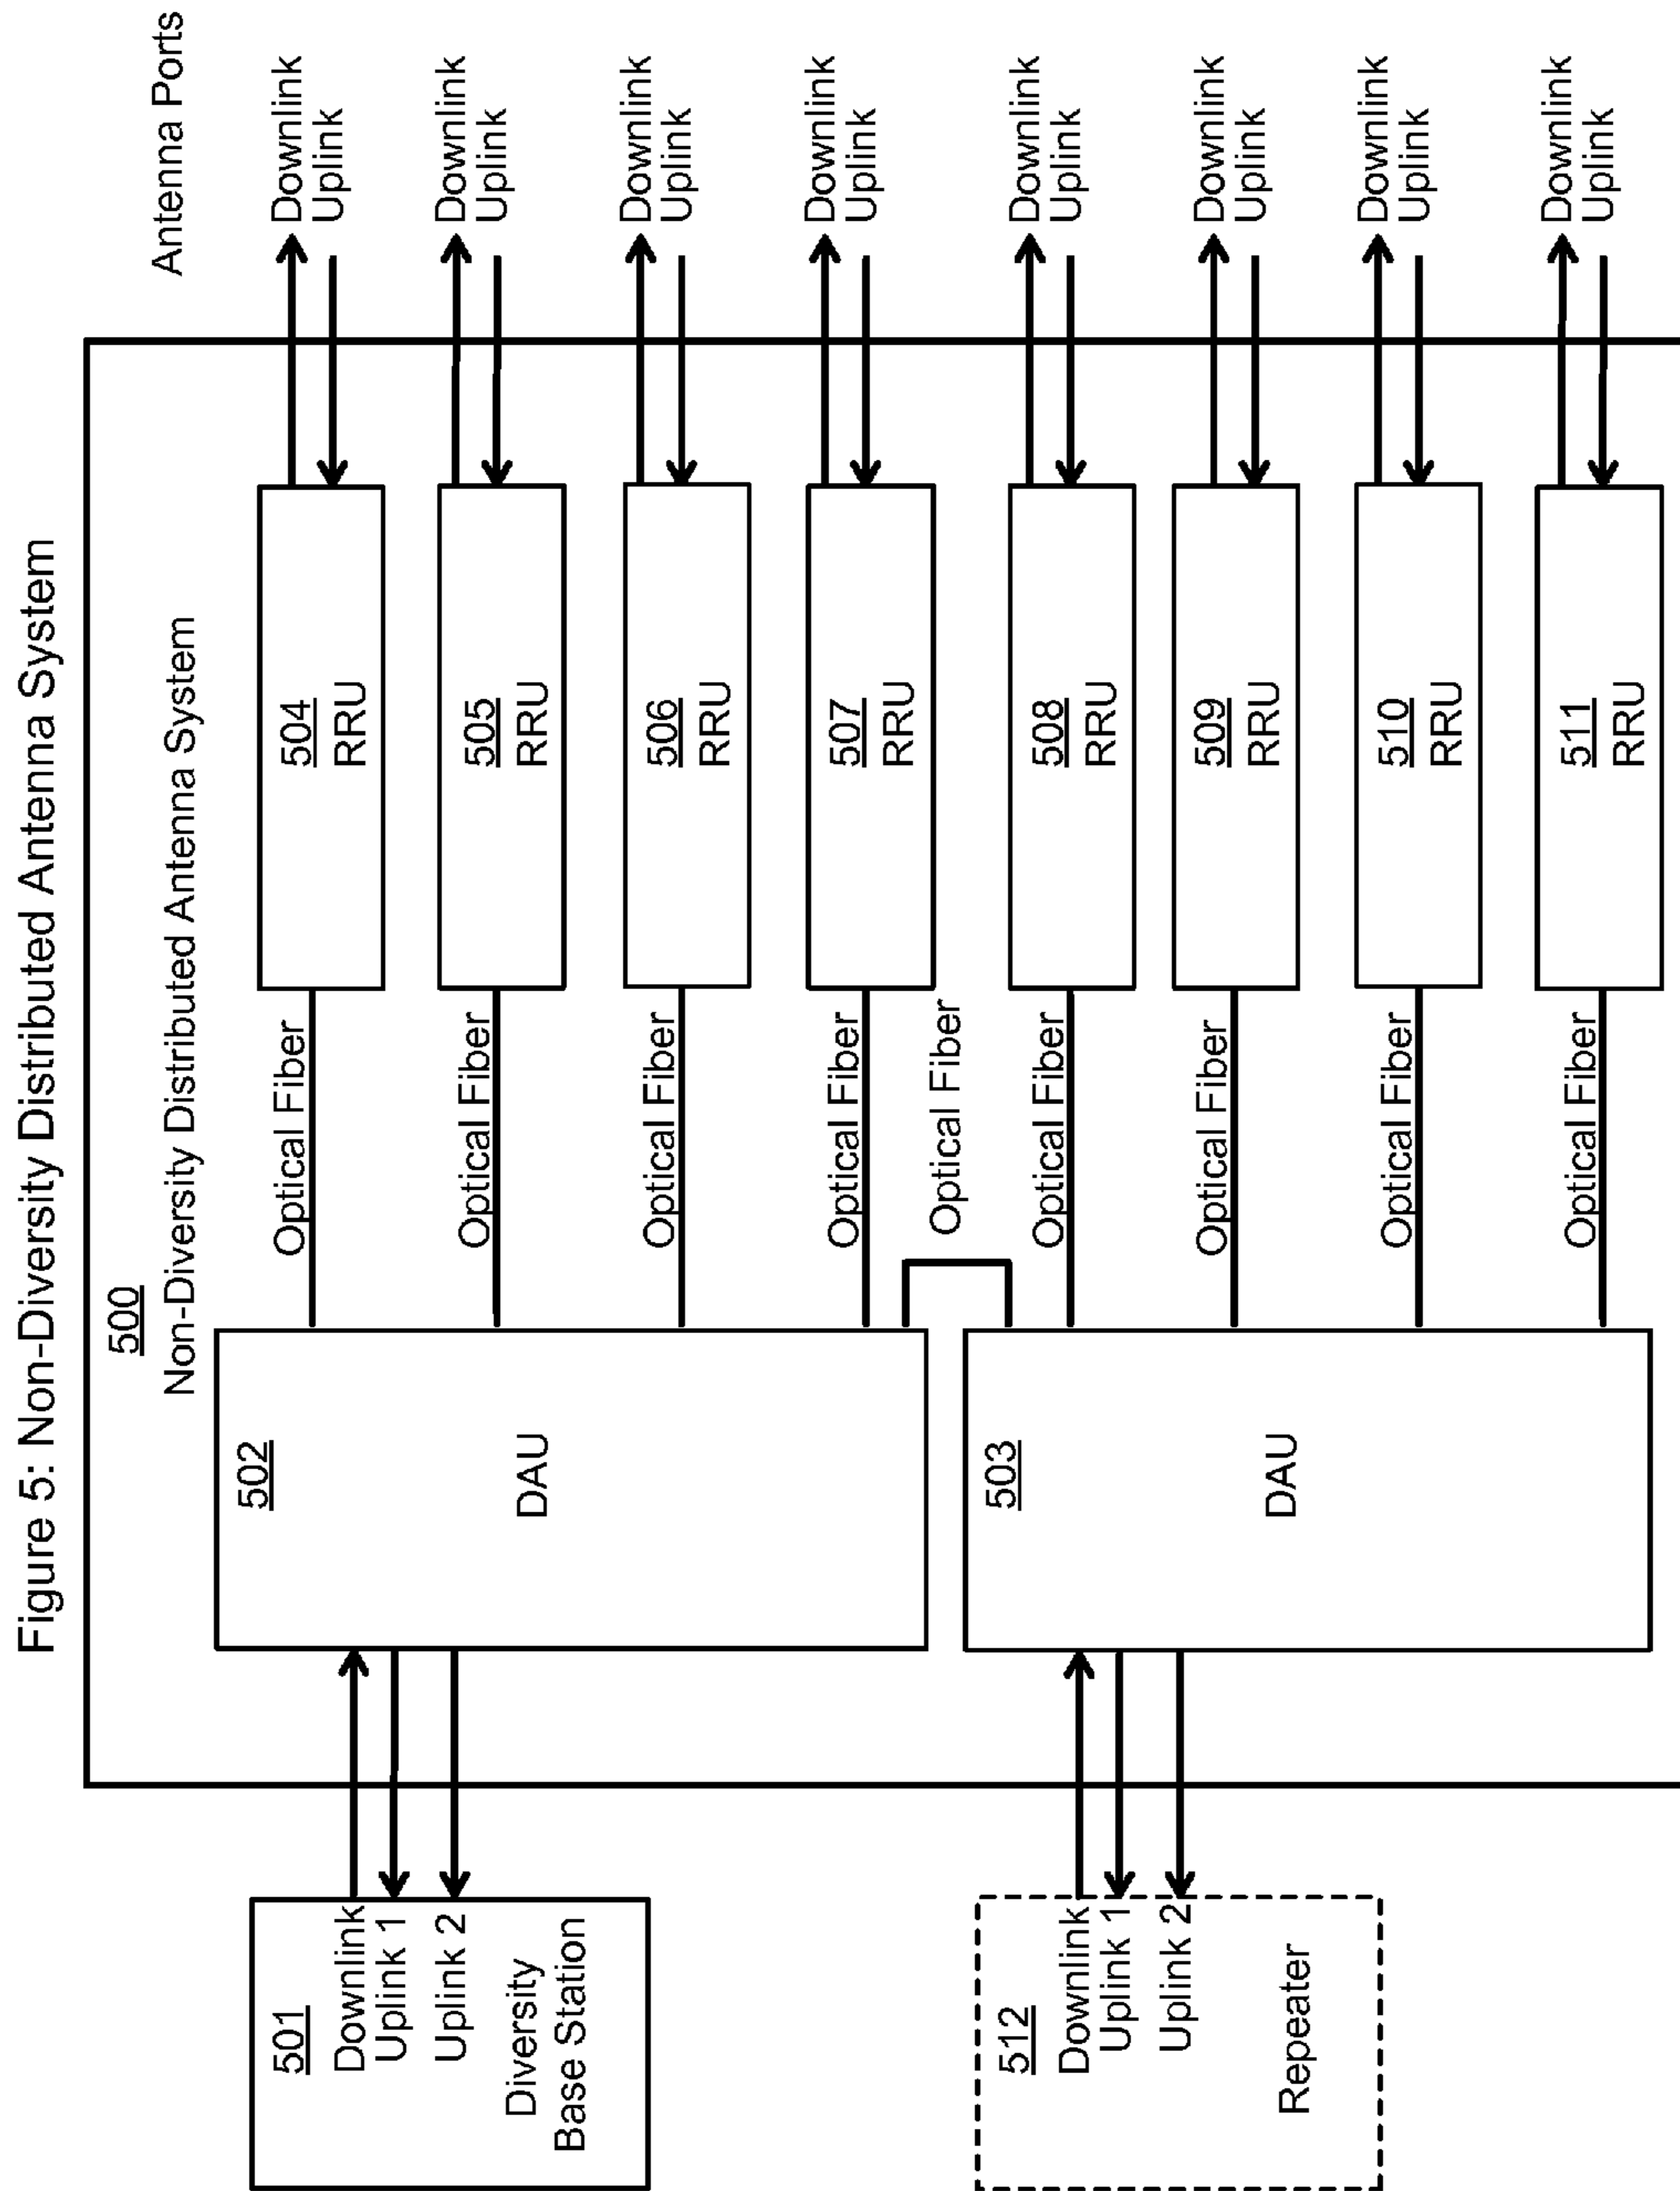 Figure 5: Non-Diversity Distributed Antenna System
500
Non-Diversity Distributed Antenna System
Antenna Ports
501
Downlink
Uplink 1
Uplink 2
Diversity
Base Station
502
DAU
Optical Fiber
504
RRU
Downlink
Uplink
Optical Fiber
505
RRU
Downlink
Uplink
Optical Fiber
506
RRU
Downlink
Uplink
Optical Fiber
507
RRU
Downlink
Uplink
Optical Fiber
512
Downlink
Uplink 1
Uplink 2
Repeater
503
DAU
Optical Fiber
508
RRU
Downlink
Uplink
Optical Fiber
509
RRU
Downlink
Uplink
Optical Fiber
510
RRU
Downlink
Uplink
Optical Fiber
511
RRU
Downlink
Uplink